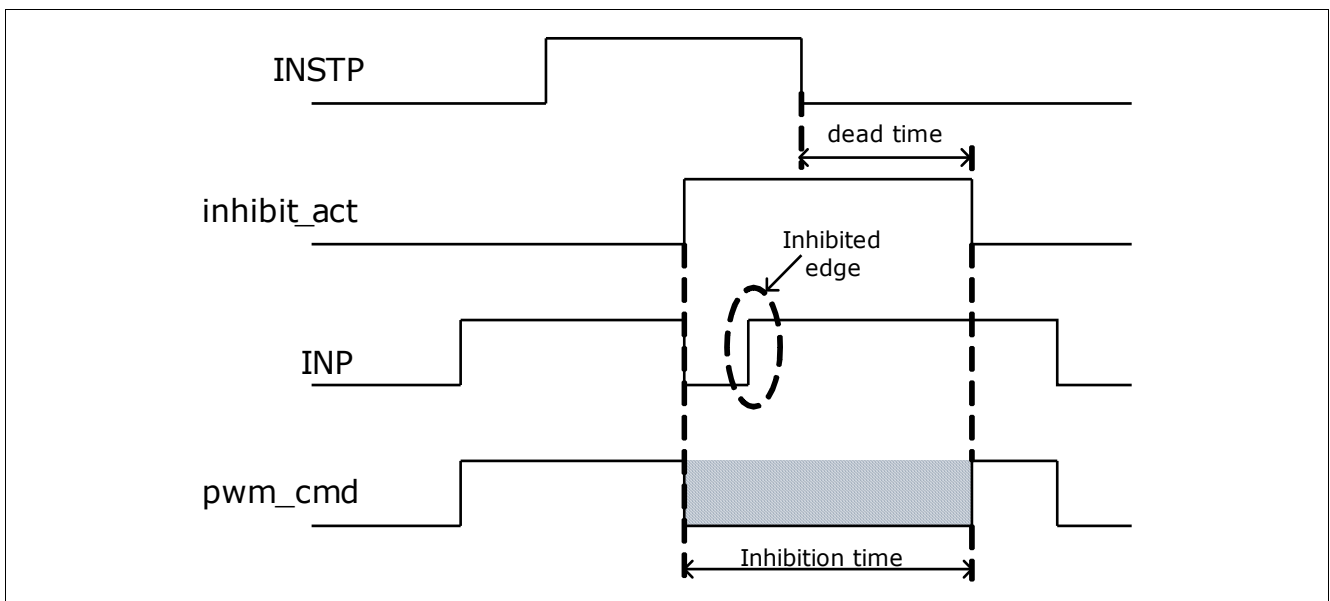 INSTP
dead time
inhibit_act
Inhibited
edge
INP
pwm_cmd
Inhibition time